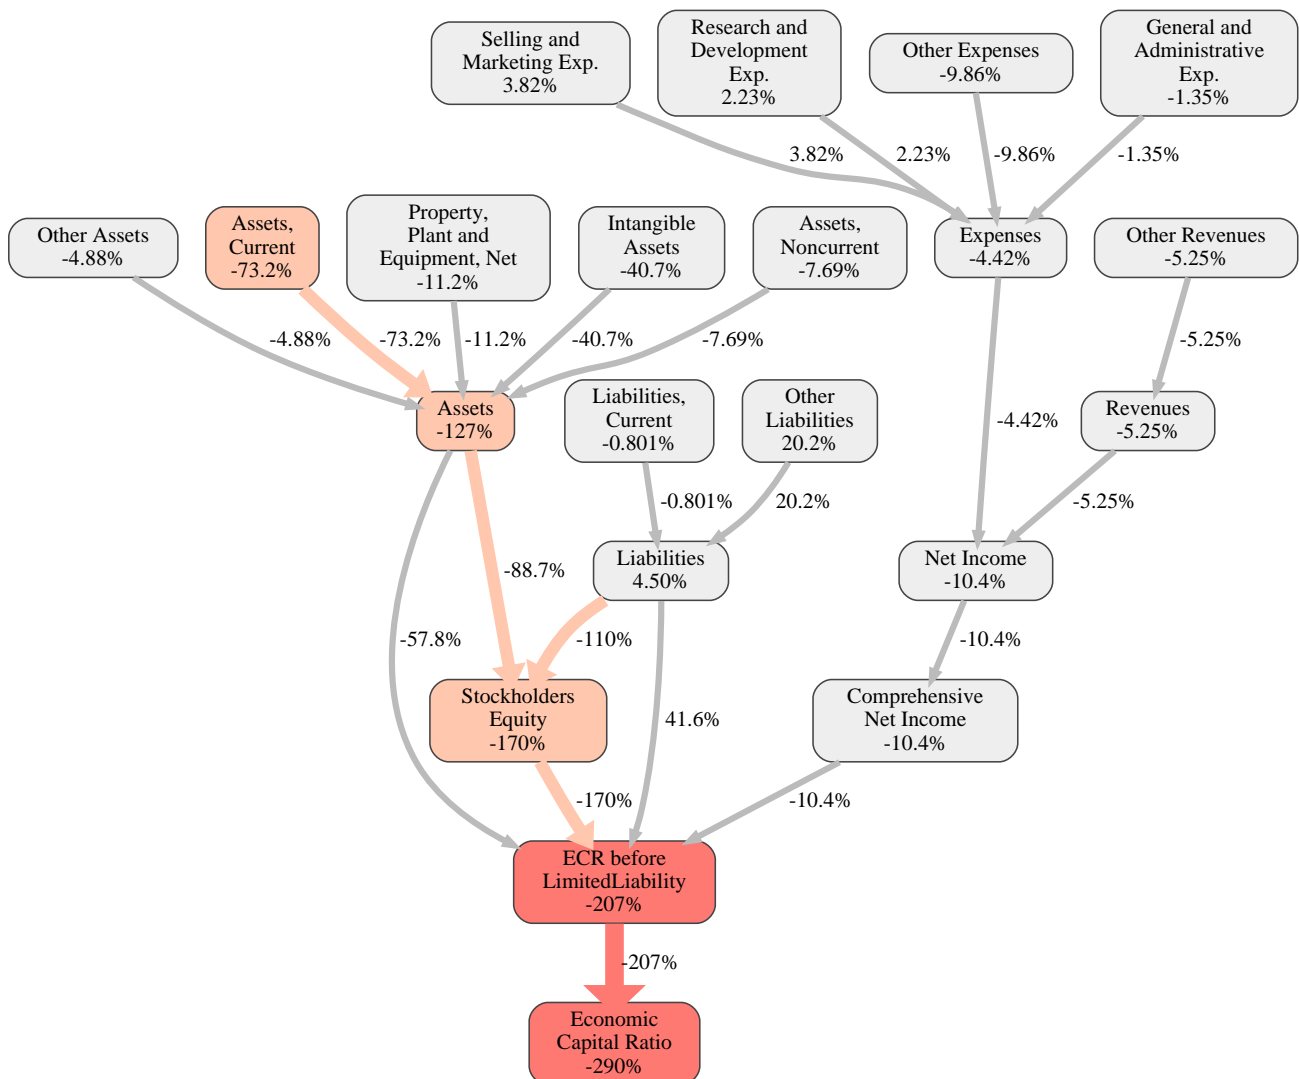 Selling and
Marketing Exp.
3.82%
Research and
Development
Exp.
2.23%
Other Expenses
-9.86%
General and
Administrative
Exp.
-1.35%
3.82%
2.23%
-9.86%
-1.35%
Other Assets
-4.88%
Assets,
Current
-73.2%
Property,
Plant and
Equipment, Net
-11.2%
Intangible
Assets
-40.7%
Assets,
Noncurrent
-7.69%
Expenses
-4.42%
Other Revenues
-5.25%
-4.88%
-73.2%
-11.2%
-40.7%
-7.69%
-5.25%
Assets
-127%
Liabilities,
Current
-0.801%
Other
Liabilities
20.2%
-4.42%
Revenues
-5.25%
-0.801%
20.2%
-5.25%
-88.7%
Liabilities
4.50%
Net Income
-10.4%
-57.8%
-110%
-10.4%
Stockholders
Equity
-170%
41.6%
Comprehensive
Net Income
-10.4%
-170%
-10.4%
ECR before
LimitedLiability
-207%
-207%
Economic
Capital Ratio
-290%